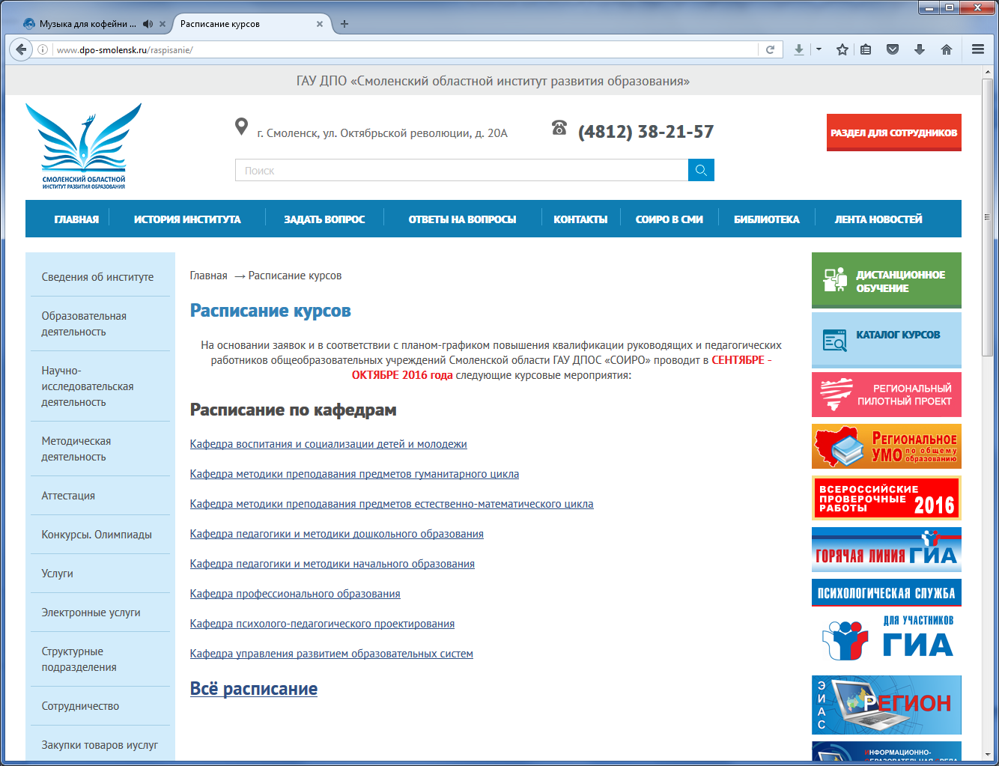 Музыка для кофейни ...
Расписание курсов
www.dpo-smolensk.ru/raspisanie/
ГАУ ДПО «Смоленский областной институт развития образования»
СМОЛЕНСКИЙ ОБЛАСТНОЙ
ИНСТИТУТ РАЗВИТИЯ ОБРАЗОВАНИЯ
г. Смоленск, ул. Октябрьской революции, д. 20А
(4812) 38-21-57
РАЗДЕЛ ДЛЯ СОТРУДНИКОВ
Поиск
ГЛАВНАЯ ИСТОРИЯ ИНСТИТУТА ЗАДАТЬ ВОПРОС ОТВЕТЫ НА ВОПРОСЫ КОНТАКТЫ СОИРО В СМИ БИБЛИОТЕКА ЛЕНТА НОВОСТЕЙ
Сведения об институте
Образовательная
деятельность
Научно-
исследовательская
деятельность
Методическая
деятельность
Аттестация
Конкурсы. Олимпиады
Услуги
Электронные услуги
Структурные
подразделения
Сотрудничество
Закупки товаров иуслуг
Главная → Расписание курсов
Расписание курсов
На основании заявок и в соответствии с планом-графиком повышения квалификации руководящих и педагогических
работников общеобразовательных учреждений Смоленской области ГАУ ДПОС «СОИРО» проводит в СЕНТЯБРЕ -
ОКТЯБРЕ 2016 года следующие курсовые мероприятия:
Расписание по кафедрам
Кафедра воспитания и социализации детей и молодежи
Кафедра методики преподавания предметов гуманитарного цикла
Кафедра методики преподавания предметов естественно-математического цикла
Кафедра педагогики и методики дошкольного образования
Кафедра педагогики и методики начального образования
Кафедра профессионального образования
Кафедра психолого-педагогического проектирования
Кафедра управления развитием образовательных систем
Всё расписание
ДИСТАНЦИОННОЕ
ОБУЧЕНИЕ
КАТАЛОГ КУРСОВ
РЕГИОНАЛЬНЫЙ
ПИЛОТНЫЙ ПРОЕКТ
РЕГИОНАЛЬНОЕ
УМО по общему
образованию
ВСЕРОССИЙСКИЕ
ПРОВЕРОЧНЫЕ
РАБОТЫ 2016
ГОРЯЧАЯ ЛИНИЯ ГИА
ПСИХОЛОГИЧЕСКАЯ СЛУЖБА
ДЛЯ УЧАСТНИКОВ
ГИА
ЭИАС
РЕГИОН
ИНФОРМАЦИОННО-